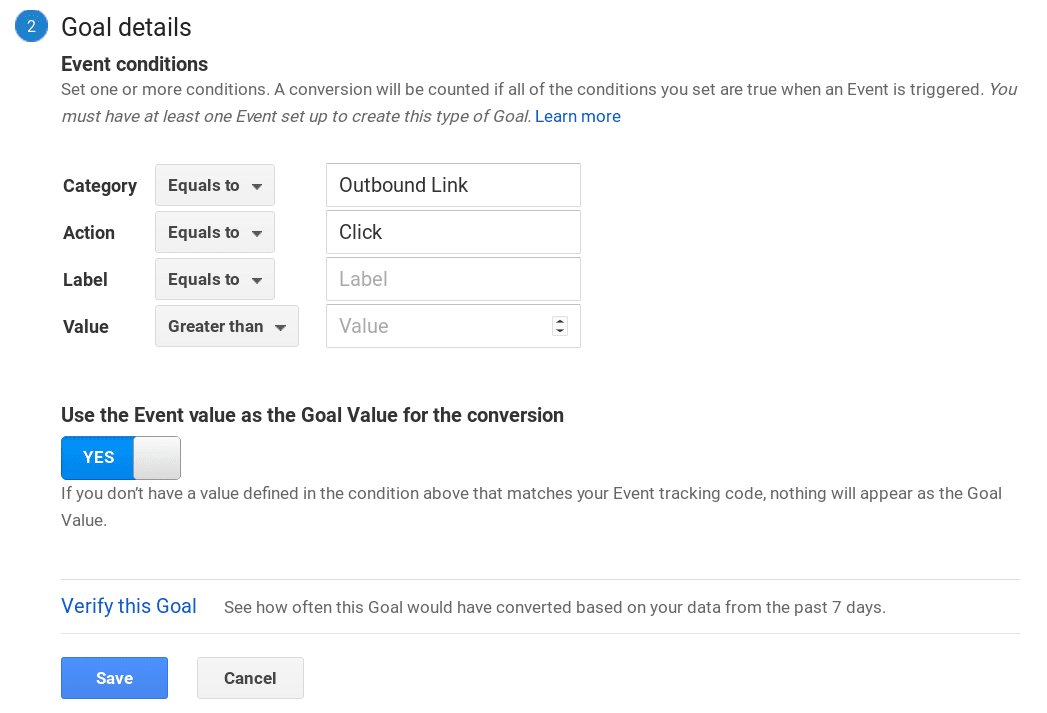 2 Goal details
Event conditions
Set one or more conditions. A conversion will be counted if all of the conditions you set are true when an Event is triggered. You
must have at least one Event set up to create this type of Goal. Learn more
Category Equals to Outbound Link
Action Equals to Click
Label Equals to Label
Value Greater than Value
Use the Event value as the Goal Value for the conversion
YES
If you don't have a value defined in the condition above that matches your Event tracking code, nothing will appear as the Goal
Value.
Verify this Goal See how often this Goal would have converted based on your data from the past 7 days.
Save Cancel